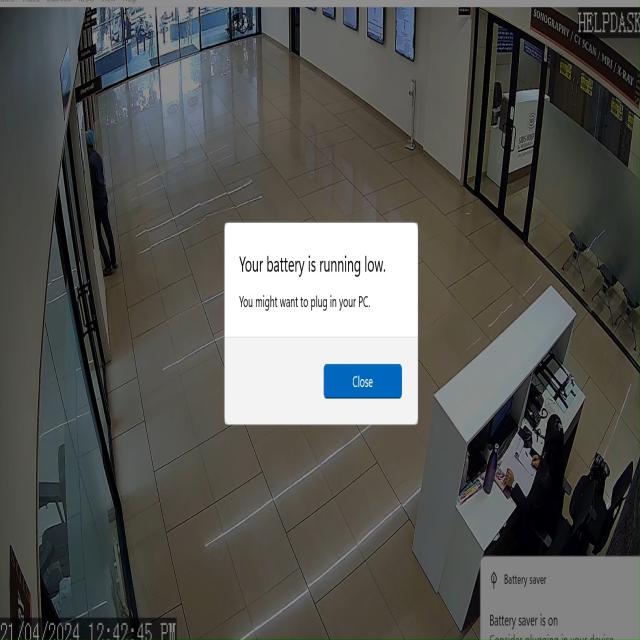 HELPDASK
SONOGRAPHY / CT SCAN / MRI / X-RAY
Your battery is running low.
You might want to plug in your PC.
Close
Battery saver
Battery saver is on
Consider plugging in your device
21/04/2024 12:42:45 PM